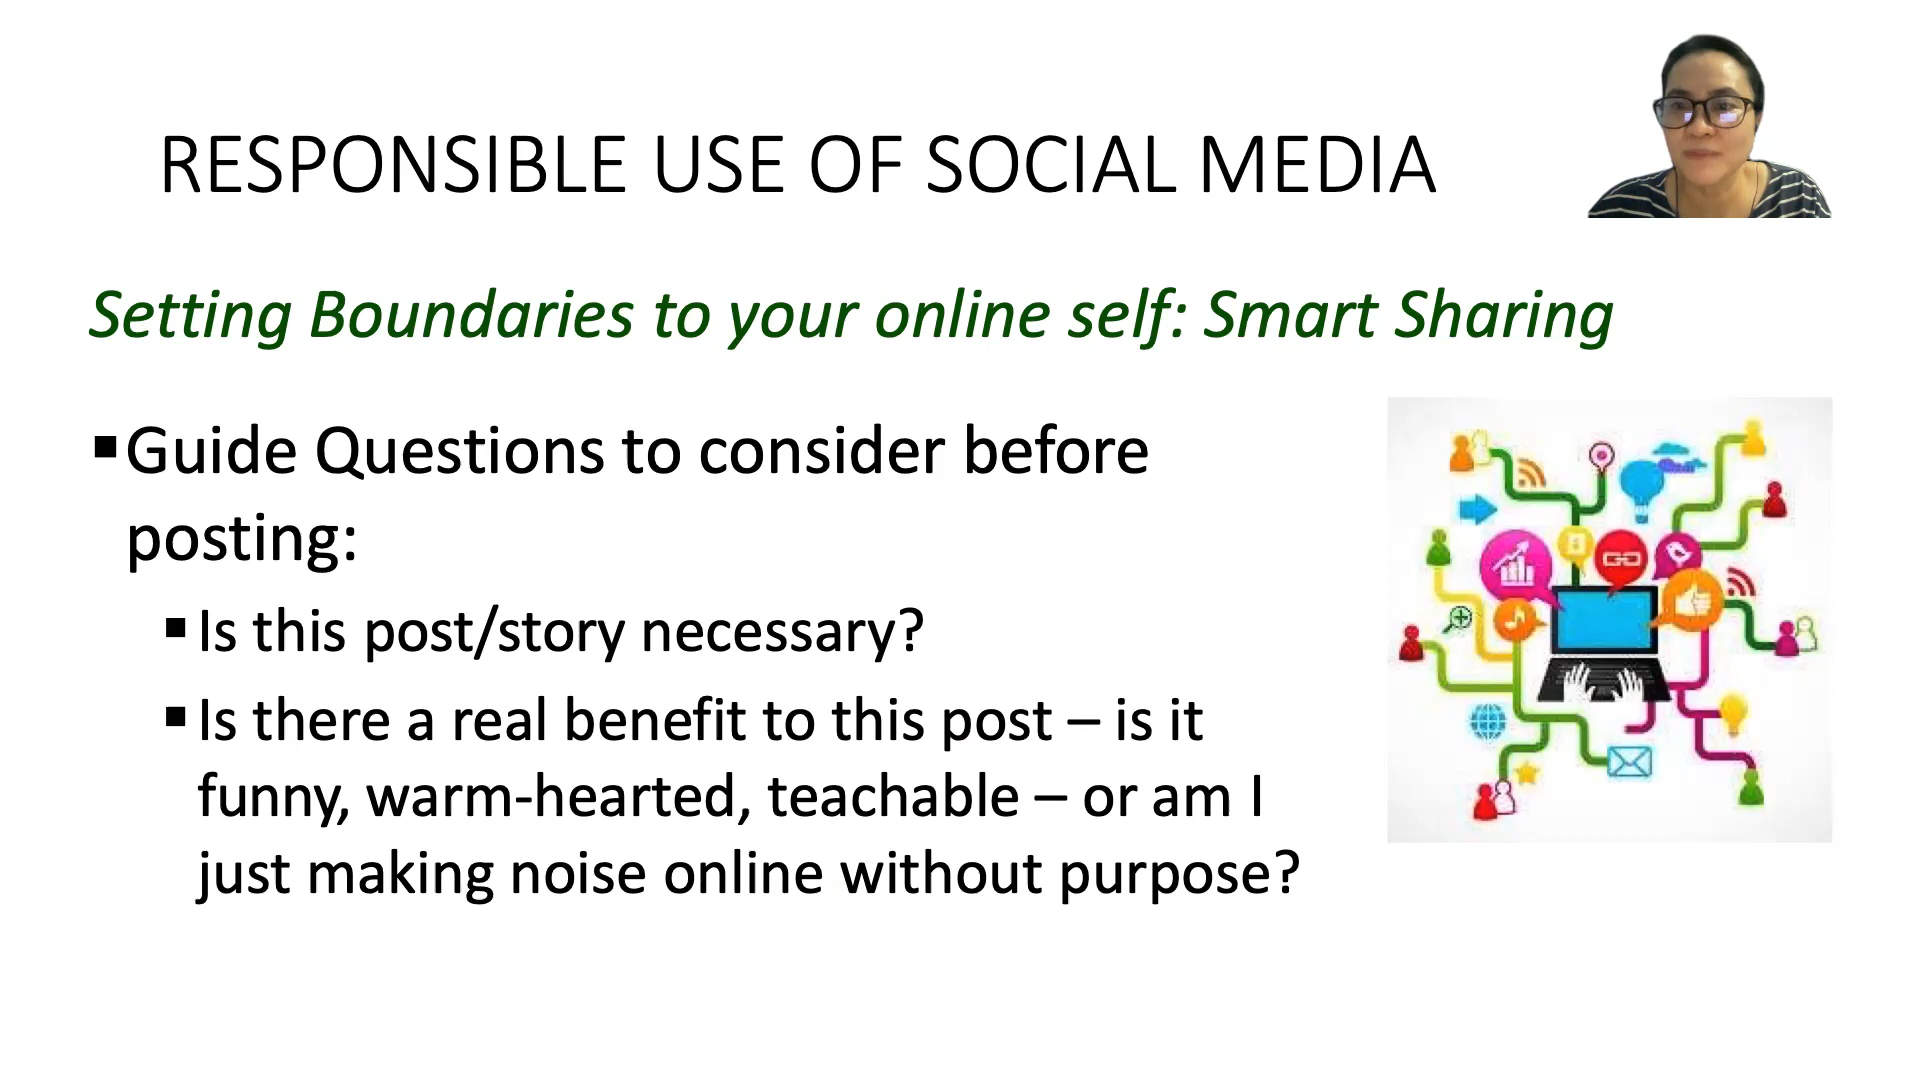 RESPONSIBLE USE OF SOCIAL MEDIA
Setting Boundaries to your online self: Smart Sharing
▪Guide Questions to consider before
posting:
▪Is this post/story necessary?
▪Is there a real benefit to this post – is it
funny, warm-hearted, teachable – or am I
just making noise online without purpose?